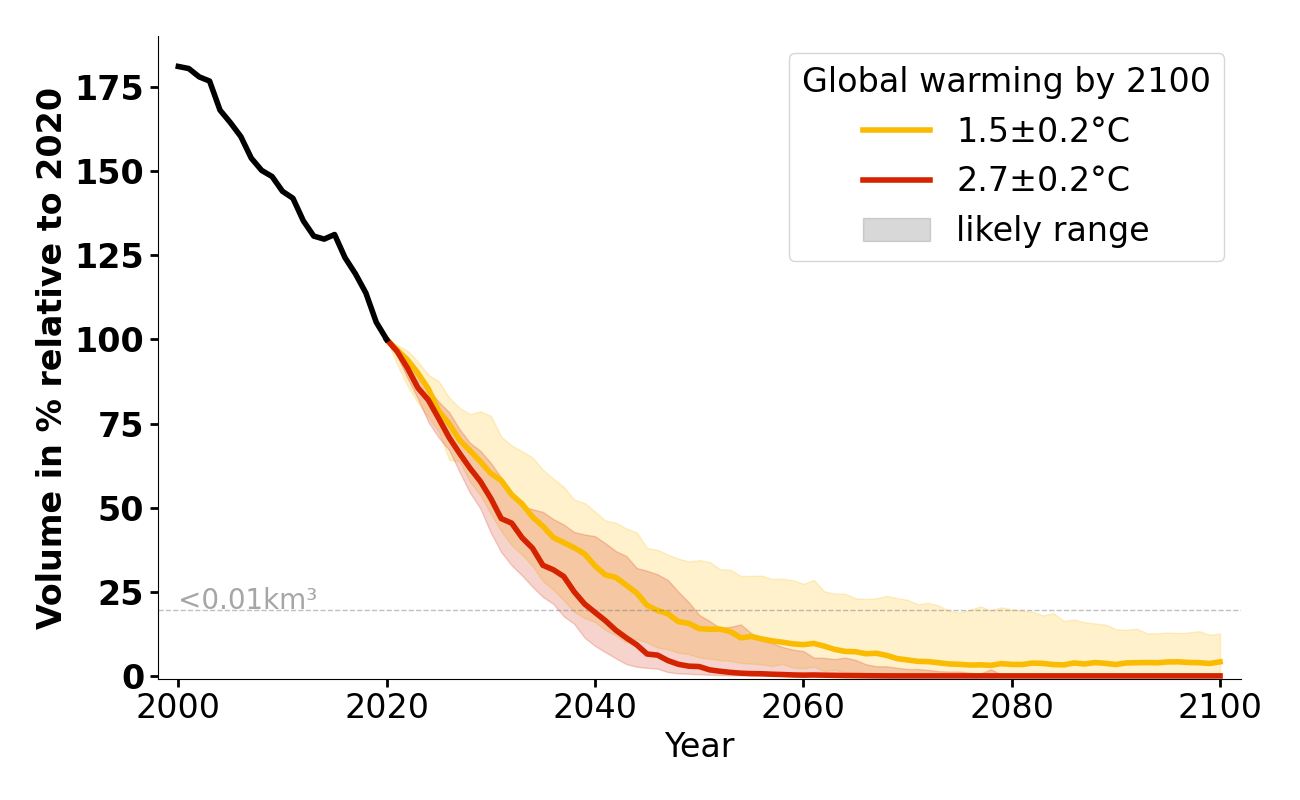 Global warming by 2100
1.5±0.2°C
2.7±0.2°C
likely range
Volume in % relative to 2020
175
150
125
100
75
50
25
0
<0.01km³
2000
2020
2040
2060
2080
2100
Year